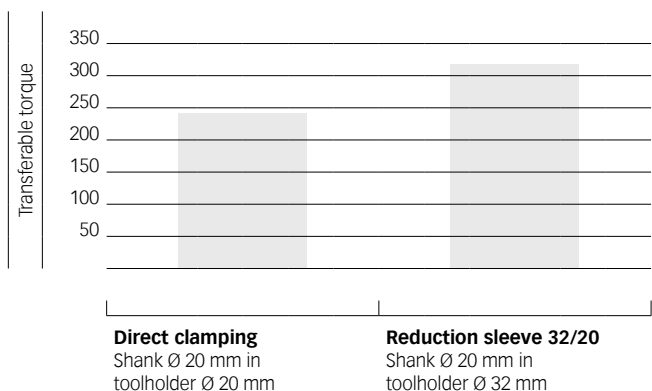 Transferable torque
350
300
250
200
150
100
50
Direct clamping
Shank Ø 20 mm in
toolholder Ø 20 mm
Reduction sleeve 32/20
Shank Ø 20 mm in
toolholder Ø 32 mm